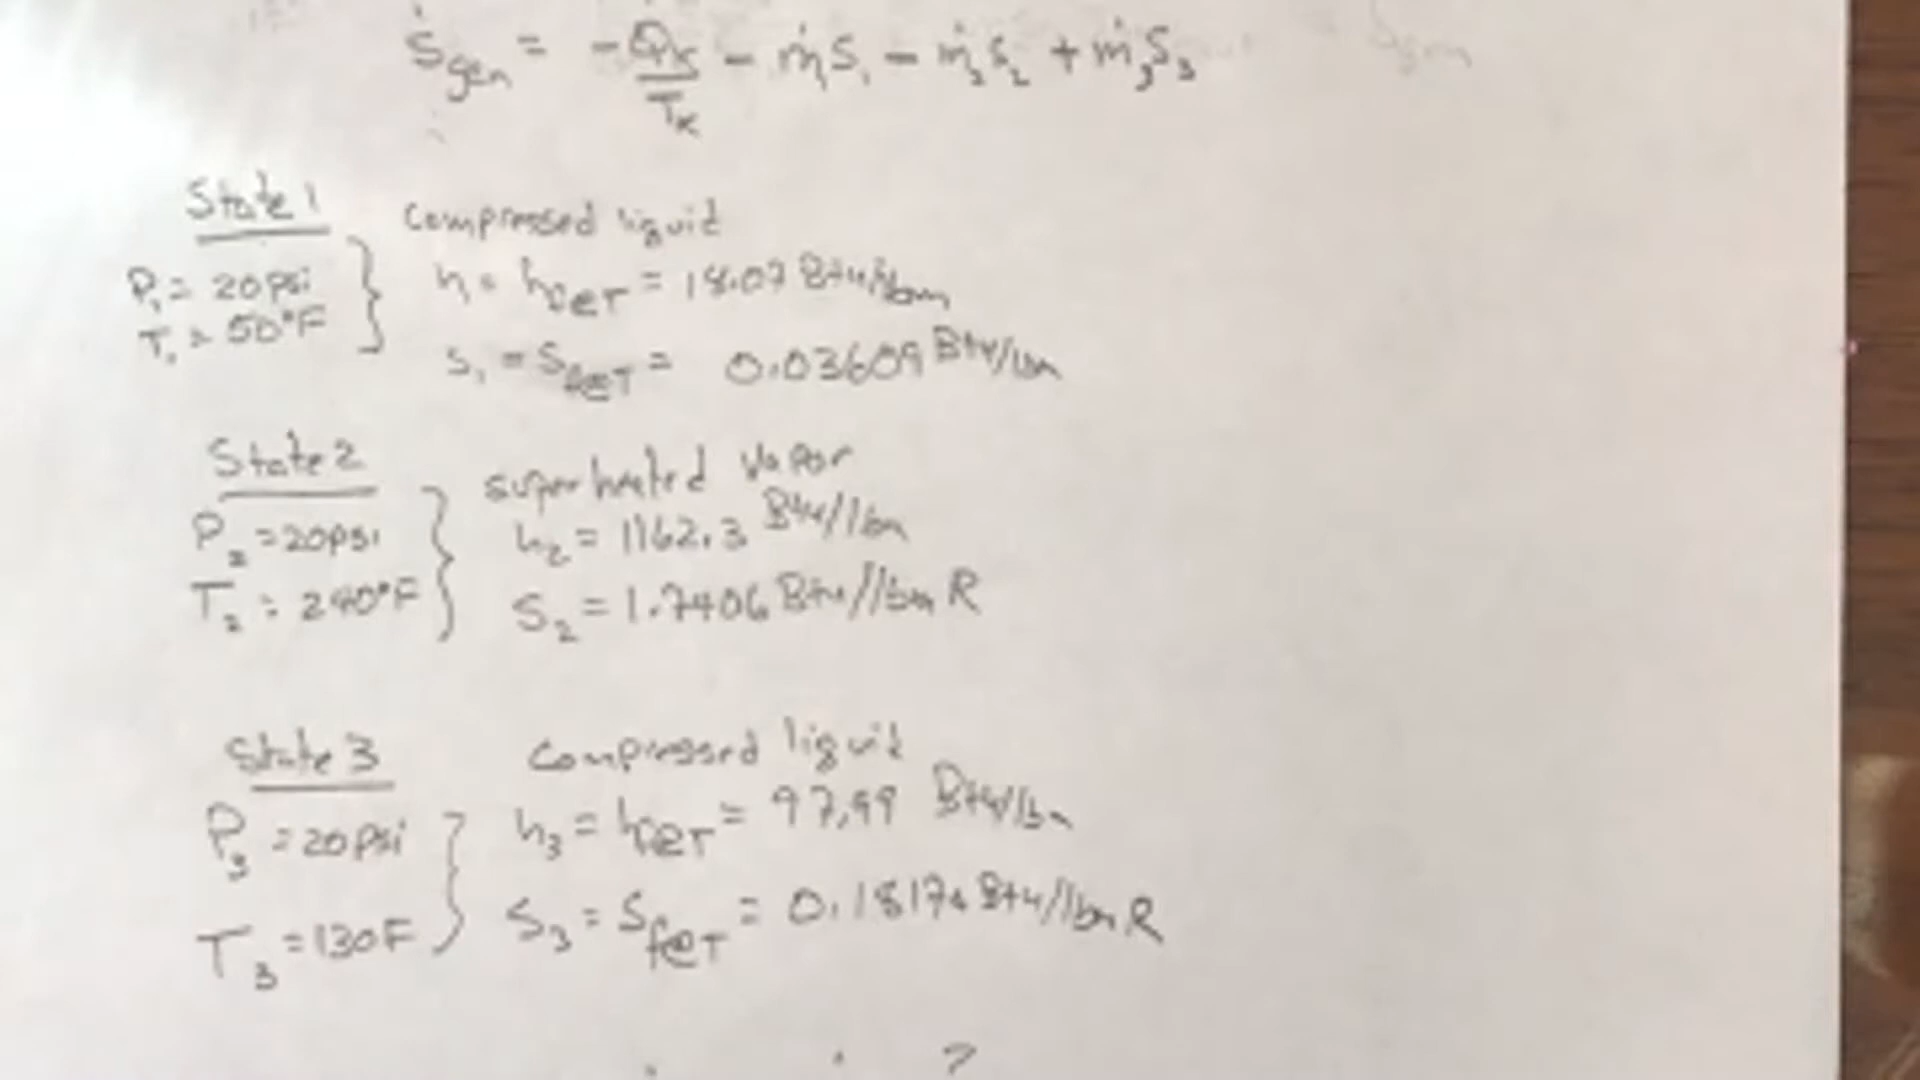 Ṡgen = -Q̇k/Tk - ṁ1s1 - ṁ2s2 + ṁ3s3
State 1 compressed liquid
P1 = 20psi h1 = hf@T = 18.07 Btu/lbm
T1 = 50°F s1 = sf@T = 0.03609 Btu/lbm
State 2 superheated vapor
P2 = 20psi h2 = 1162.3 Btu/lbm
T2 = 240°F S2 = 1.7406 Btu/lbm R
State 3 compressed liquid
P3 = 20psi h3 = hf@T = 97.99 Btu/lbm
T3 = 130F S3 = Sf@T = 0.18174 Btu/lbm R